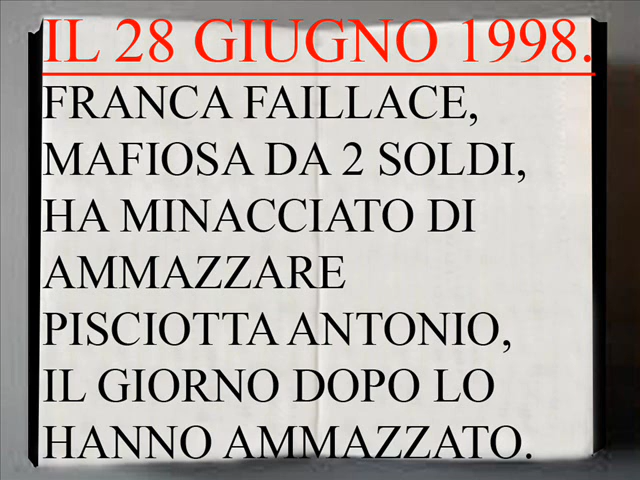 IL 28 GIUGNO 1998.
FRANCA FAILLACE,
MAFIOSA DA 2 SOLDI,
HA MINACCIATO DI
AMMAZZARE
PISCIOTTA ANTONIO,
IL GIORNO DOPO LO
HANNO AMMAZZATO.